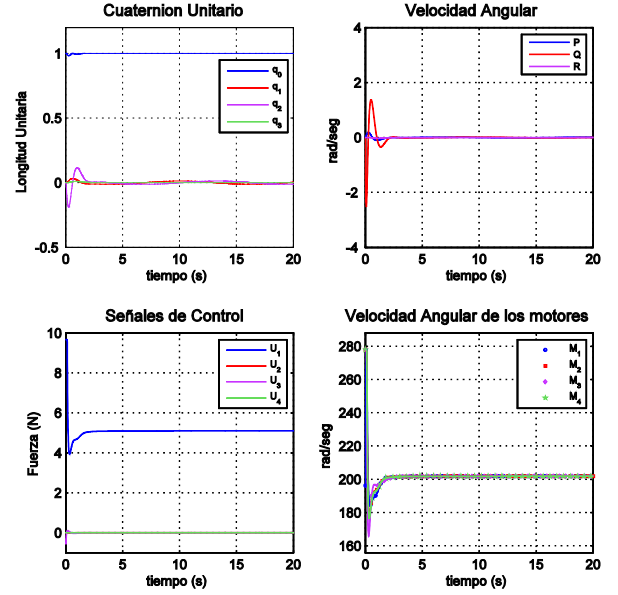 Cuaternion Unitario
Longitud Unitaria
1
0.5
0
-0.5
q₀
q₁
q₂
q₃
0 5 10 15 20
tiempo (s)
Velocidad Angular
rad/seg
4
2
0
-2
-4
P
Q
R
0 5 10 15 20
tiempo (s)
Señales de Control
Fuerza (N)
10
8
6
4
2
0
U₁
U₂
U₃
U₄
0 5 10 15 20
tiempo (s)
Velocidad Angular de los motores
rad/seg
280
260
240
220
200
180
160
M₁
M₂
M₃
M₄
0 5 10 15 20
tiempo (s)